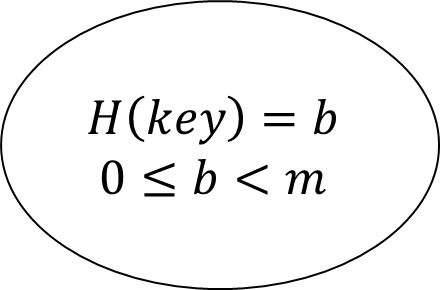 H(key) = b
0 ≤ b < m